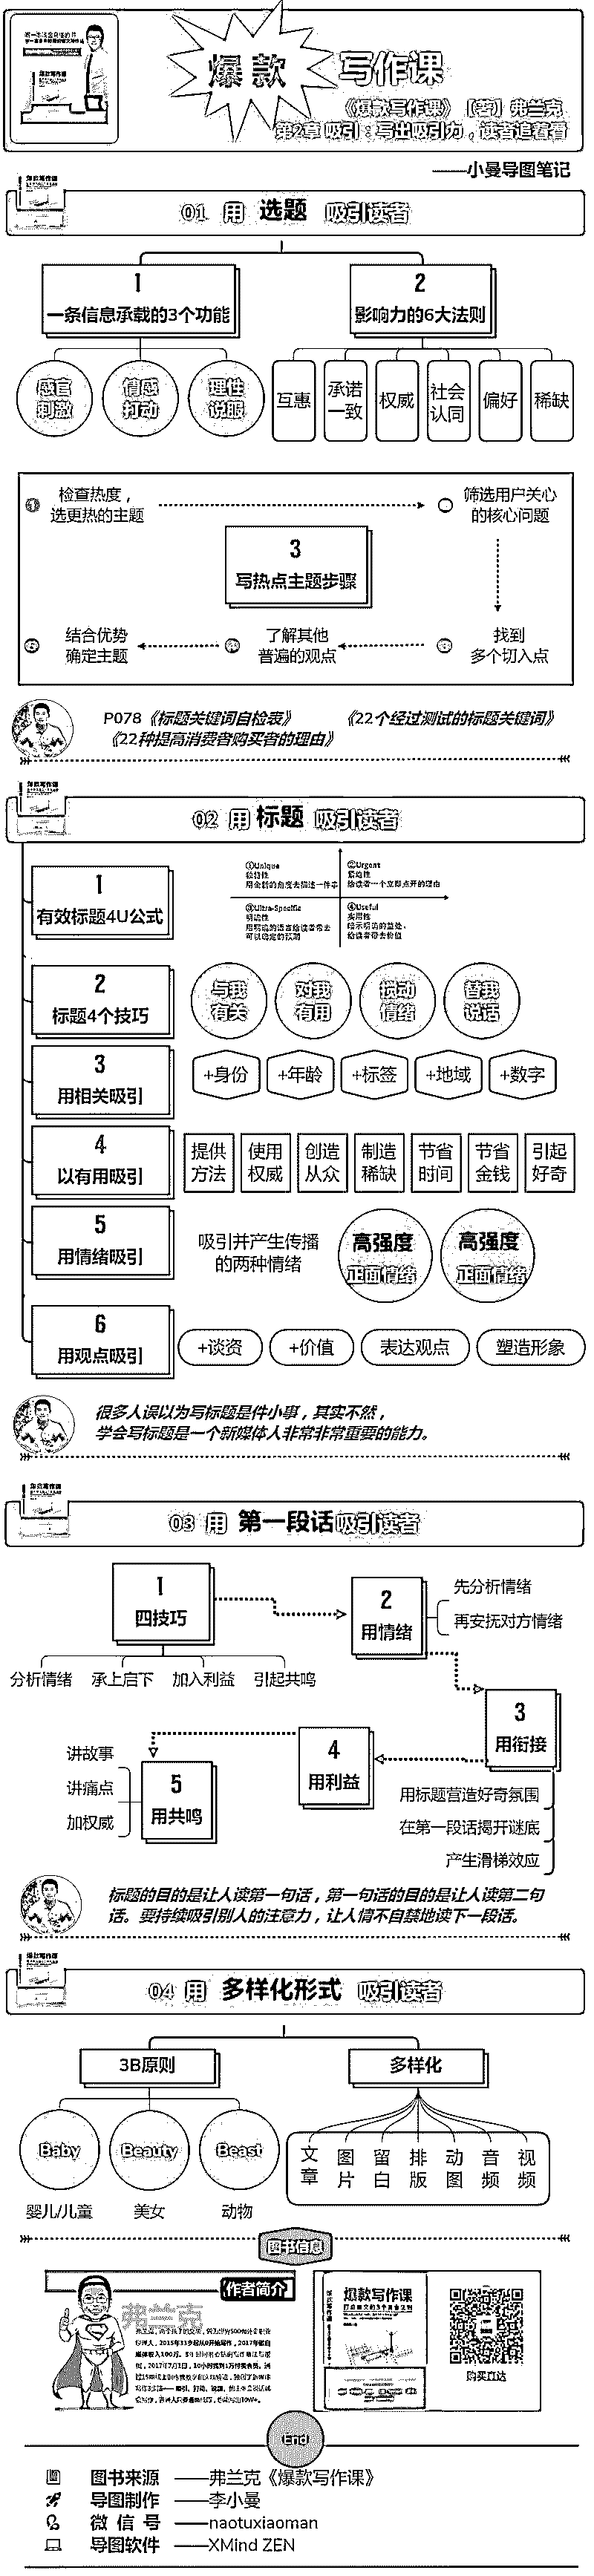 爆款 写作课
《爆款写作课》【著】弗兰克
第2章 吸引：写出吸引力，读者追着看
——小曼导图笔记
01 用 选题 吸引读者
1
一条信息承载的3个功能
2
影响力的6大法则
感官
刺激
情感
打动
理性
说服
互惠
承诺
一致
权威
社会
认同
偏好
稀缺
检查热度，
选更热的主题
筛选用户关心
的核心问题
3
写热点主题步骤
结合优势
确定主题
了解其他
普遍的观点
找到
多个切入点
P078《标题关键词自检表》 《22个经过测试的标题关键词》
《22种提高消费者购买者的理由》
02 用 标题 吸引读者
1
有效标题4U公式
①Unique
独特性
用全新的角度去描述一件事
②Urgent
紧迫性
给读者一个立即点开的理由
③Ultra-Specific
明确性
用明确的语言给读者带去
可以确定的预期
④Useful
实用性
暗示明确的益处，
给读者带去价值
2
标题4个技巧
与我
有关
对我
有用
搅动
情绪
替我
说话
3
用相关吸引
+身份
+年龄
+标签
+地域
+数字
4
以有用吸引
提供
方法
使用
权威
创造
从众
制造
稀缺
节省
时间
节省
金钱
引起
好奇
5
用情绪吸引
吸引并产生传播
的两种情绪
高强度
正面情绪
高强度
正面情绪
6
用观点吸引
+谈资
+价值
表达观点
塑造形象
很多人误以为写标题是件小事，其实不然，
学会写标题是一个新媒体人非常非常重要的能力。
03 用 第一段话吸引读者
1
四技巧
分析情绪
承上启下
加入利益
引起共鸣
2
用情绪
先分析情绪
再安抚对方情绪
3
用衔接
用标题营造好奇氛围
在第一段话揭开谜底
产生滑梯效应
4
用利益
5
用共鸣
讲故事
讲痛点
加权威
标题的目的是让人读第一句话，第一句话的目的是让人读第二句
话。要持续吸引别人的注意力，让人情不自禁地读下一段话。
04 用 多样化形式 吸引读者
3B原则
多样化
Baby
Beauty
Beast
婴儿/儿童
美女
动物
文章
图片
留白
排版
动图
音频
视频
图书信息
作者简介
弗兰克
爆款写作课
购买直达
End
图书来源 ——弗兰克《爆款写作课》
导图制作 ——李小曼
微 信 号 ——naotuxiaoman
导图软件 ——XMind ZEN